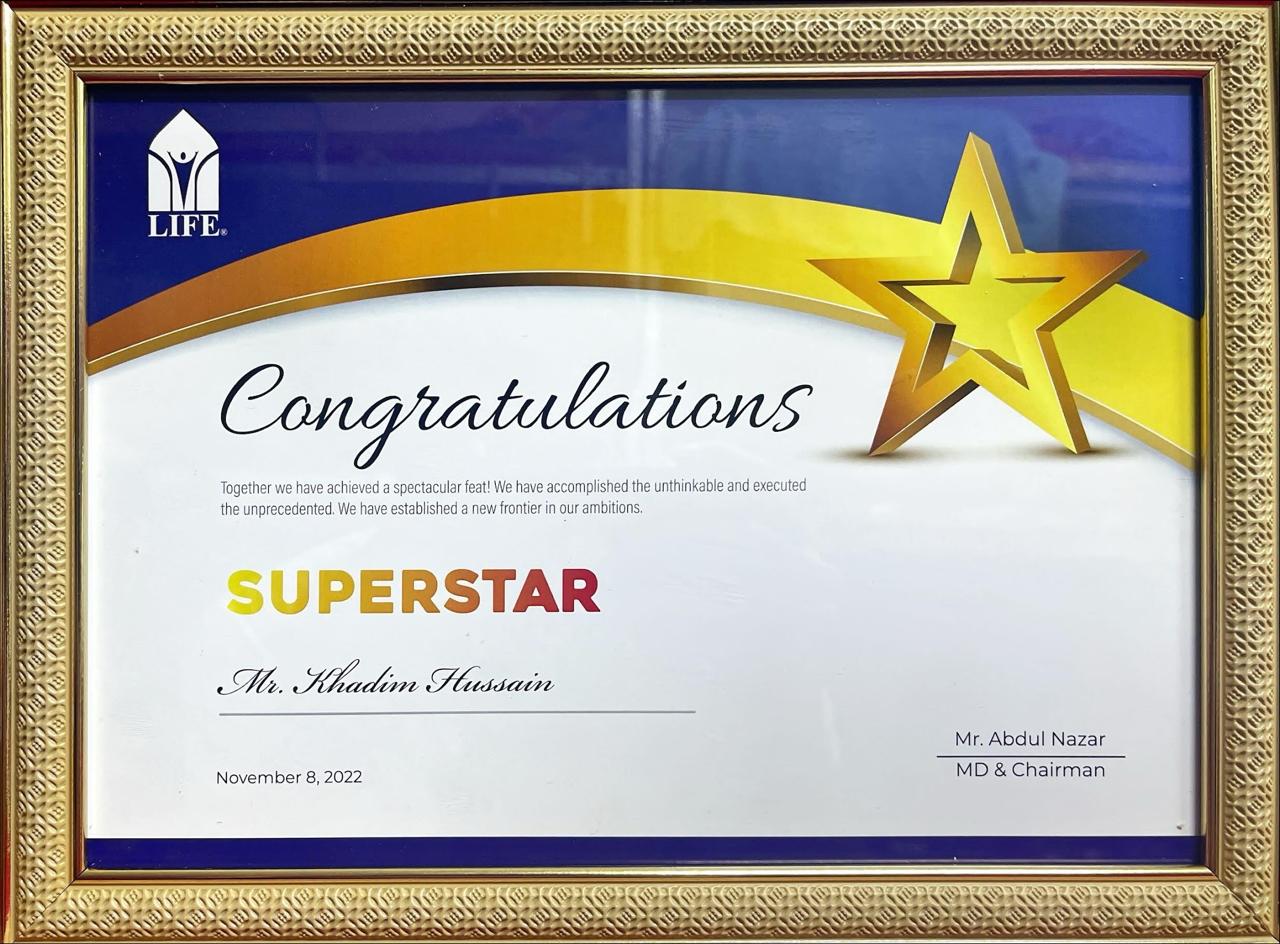 LIFE®
Congratulations
Together we have achieved a spectacular feat! We have accomplished the unthinkable and executed
the unprecedented. We have established a new frontier in our ambitions.
SUPERSTAR
Mr. Khadim Hussain
November 8, 2022
Mr. Abdul Nazar
MD & Chairman